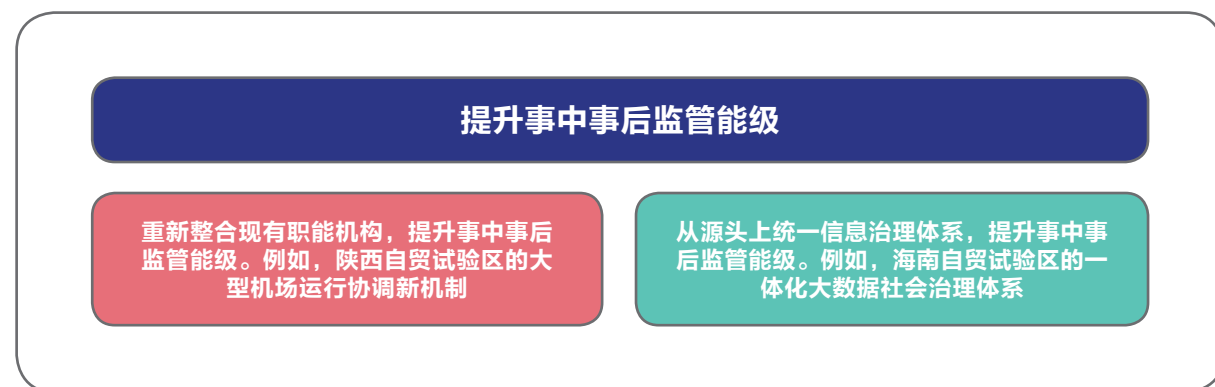 提升事中事后监管能级
重新整合现有职能机构，提升事中事后
监管能级。例如，陕西自贸试验区的大
型机场运行协调新机制
从源头上统一信息治理体系，提升事中事
后监管能级。例如，海南自贸试验区的一
体化大数据社会治理体系